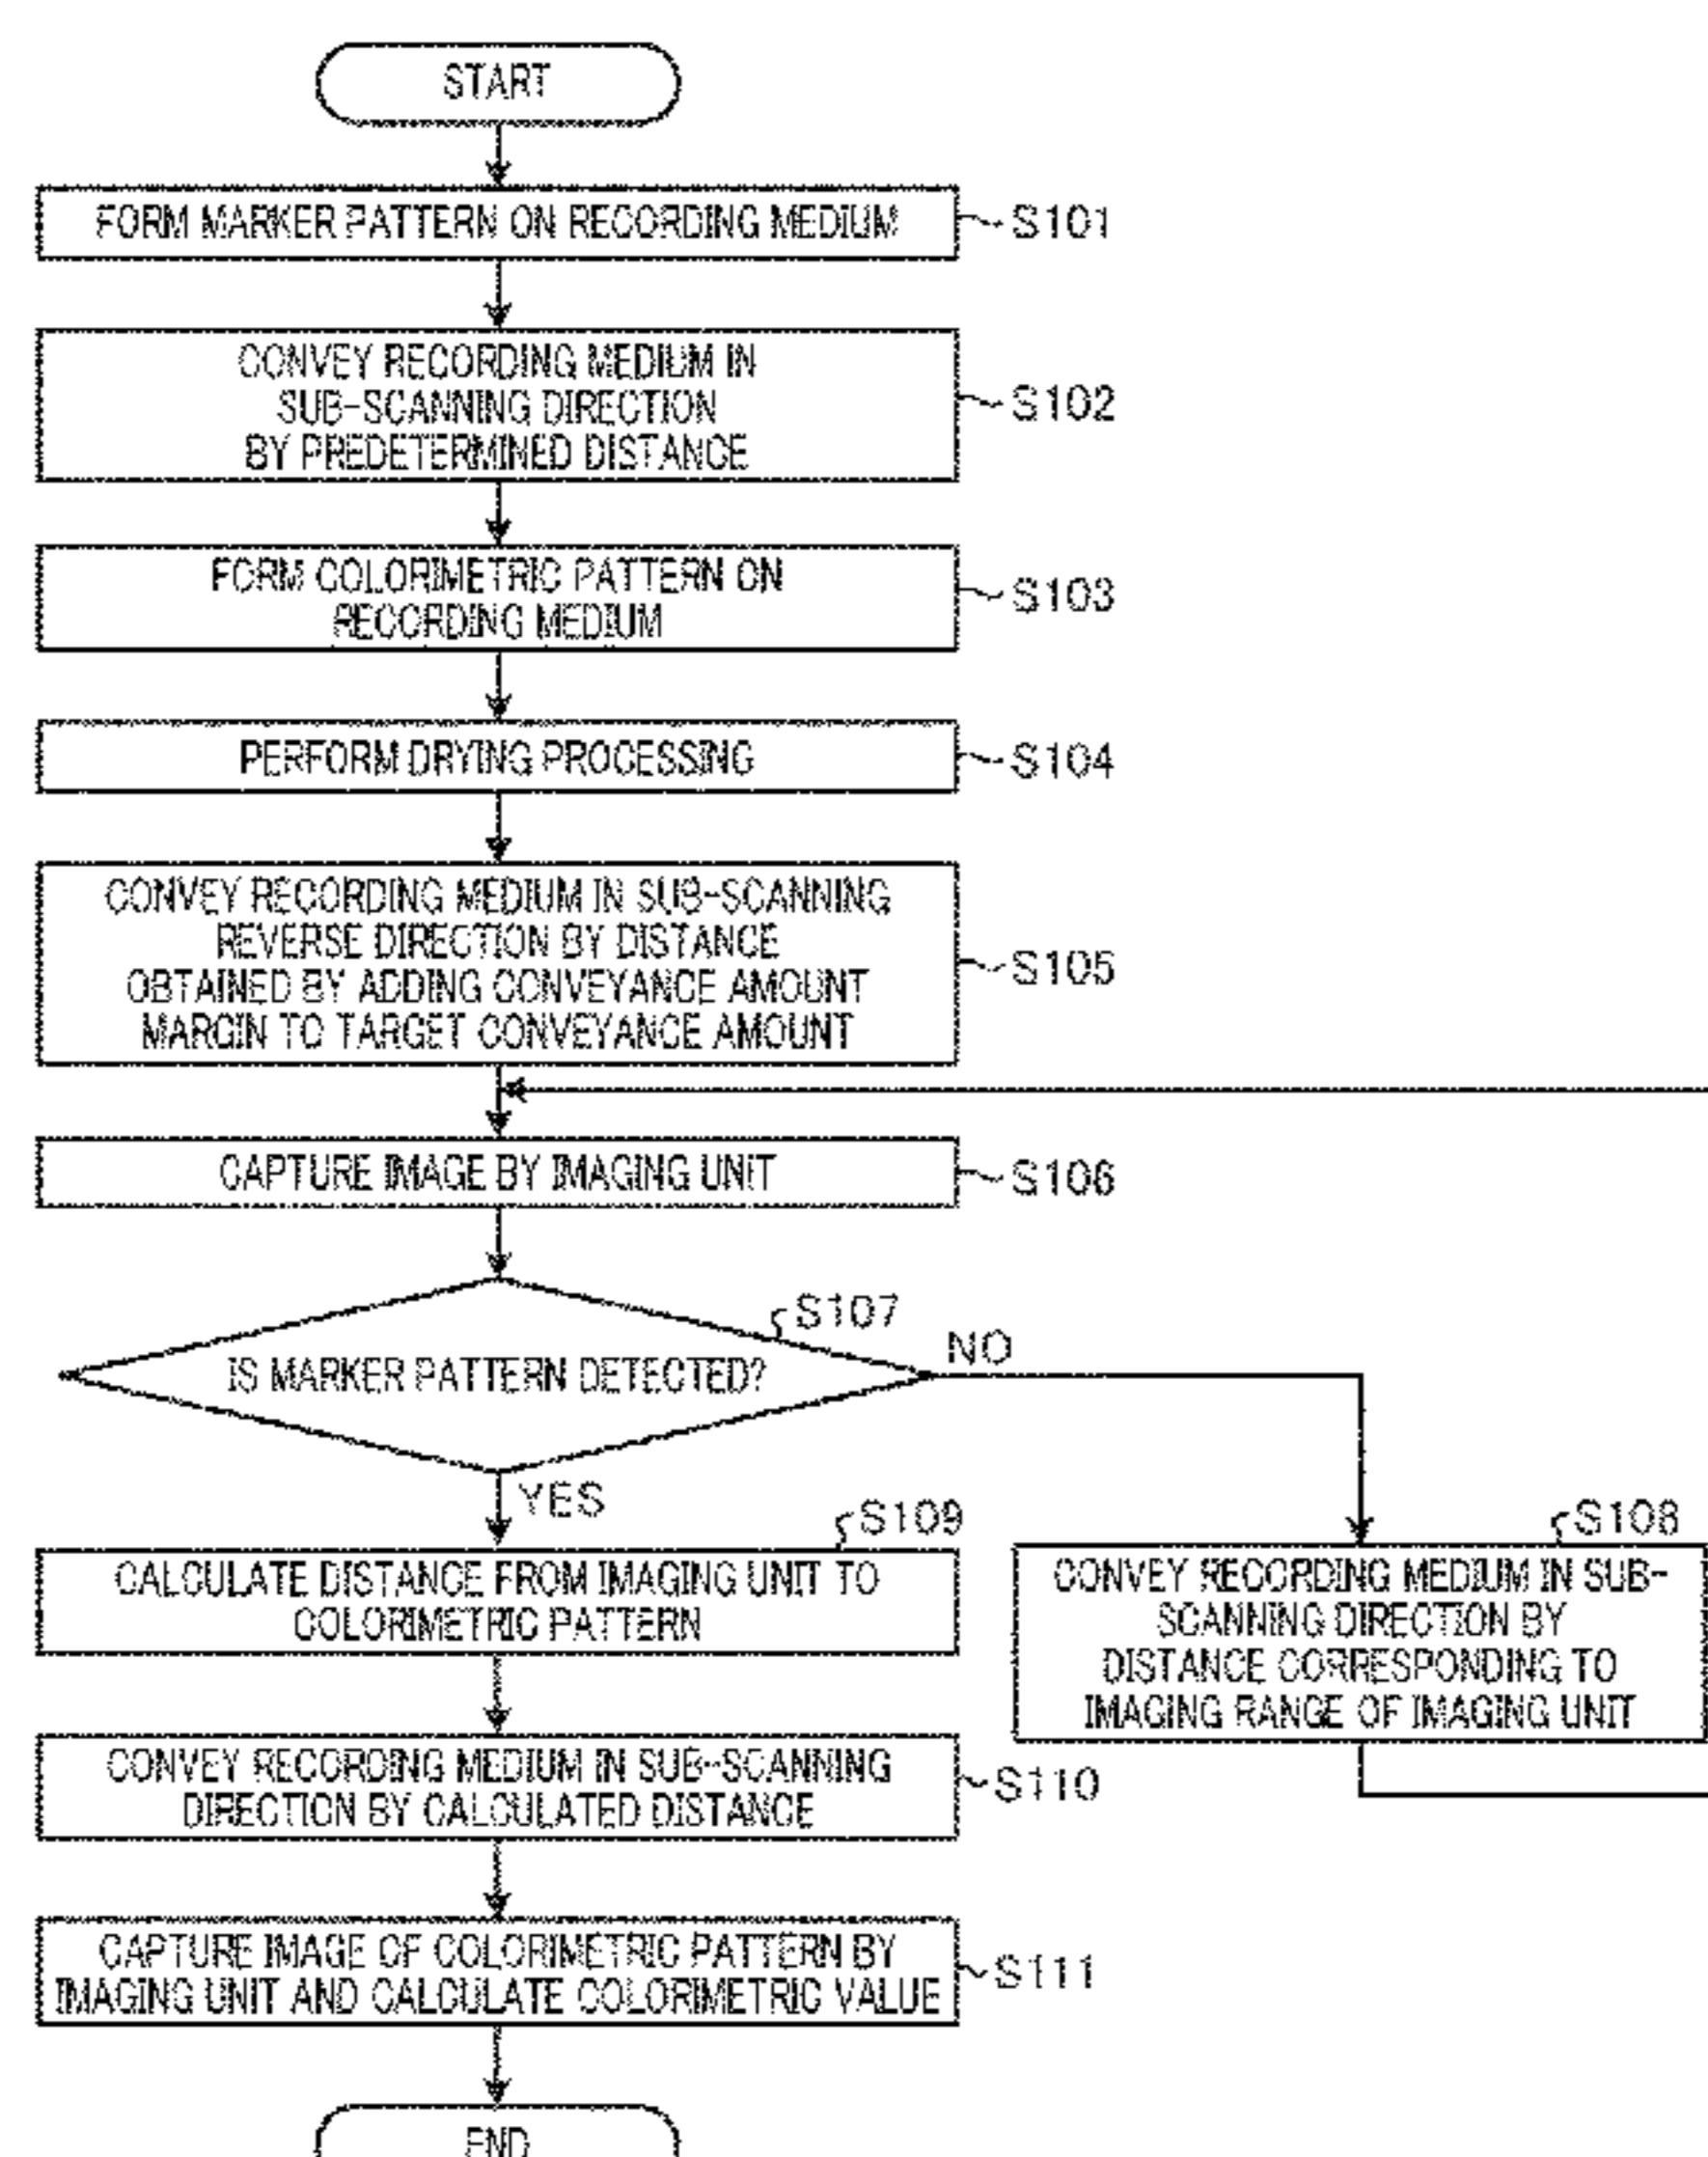 START
FORM MARKER PATTERN ON RECORDING MEDIUM
S101
CONVEY RECORDING MEDIUM IN
SUB-SCANNING DIRECTION
BY PREDETERMINED DISTANCE
S102
FORM COLORIMETRIC PATTERN ON
RECORDING MEDIUM
S103
PERFORM DRYING PROCESSING
S104
CONVEY RECORDING MEDIUM IN SUB-SCANNING
REVERSE DIRECTION BY DISTANCE
OBTAINED BY ADDING CONVEYANCE AMOUNT
MARGIN TO TARGET CONVEYANCE AMOUNT
S105
CAPTURE IMAGE BY IMAGING UNIT
S106
S107
IS MARKER PATTERN DETECTED?
NO
YES
S109
CALCULATE DISTANCE FROM IMAGING UNIT TO
COLORIMETRIC PATTERN
S108
CONVEY RECORDING MEDIUM IN SUB-
SCANNING DIRECTION BY
DISTANCE CORRESPONDING TO
IMAGING RANGE OF IMAGING UNIT
CONVEY RECORDING MEDIUM IN SUB-SCANNING
DIRECTION BY CALCULATED DISTANCE
S110
CAPTURE IMAGE OF COLORIMETRIC PATTERN BY
IMAGING UNIT AND CALCULATE COLORIMETRIC VALUE
S111
END